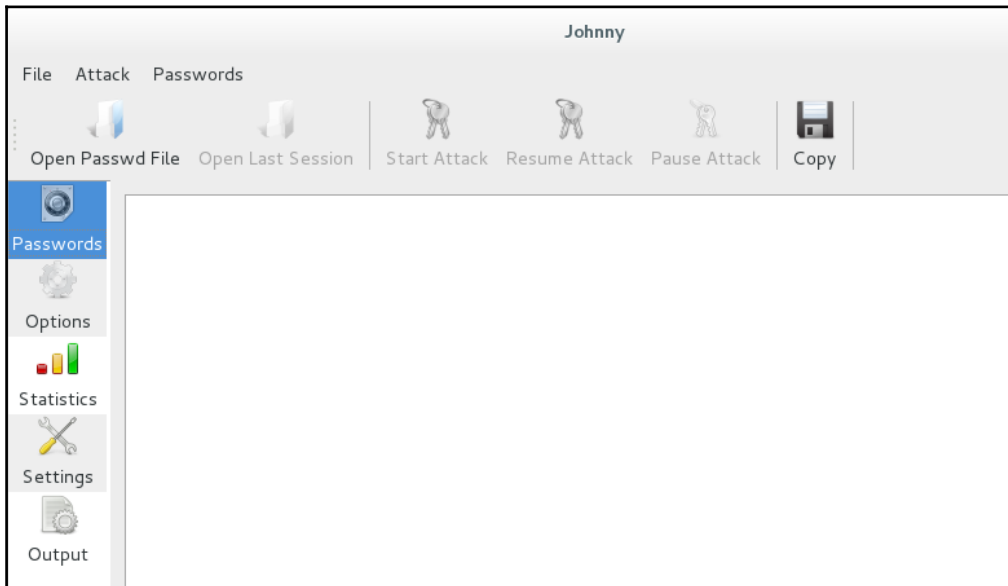 Johnny
File Attack Passwords
Open Passwd File Open Last Session Start Attack Resume Attack Pause Attack Copy
Passwords
Options
Statistics
Settings
Output